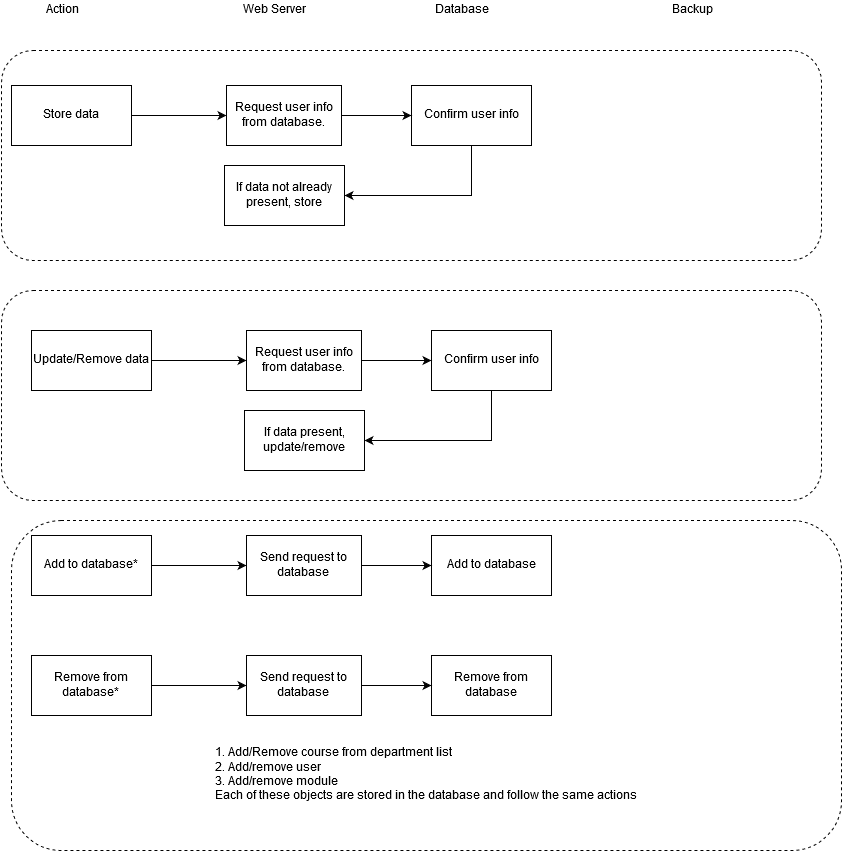 Action
Web Server
Database
Backup
Store data
Request user info
from database.
Confirm user info
If data not already
present, store
Update/Remove data
Request user info
from database.
Confirm user info
If data present,
update/remove
Add to database*
Send request to
database
Add to database
Remove from
database*
Send request to
database
Remove from
database
1. Add/Remove course from department list
2. Add/remove user
3. Add/remove module
Each of these objects are stored in the database and follow the same actions